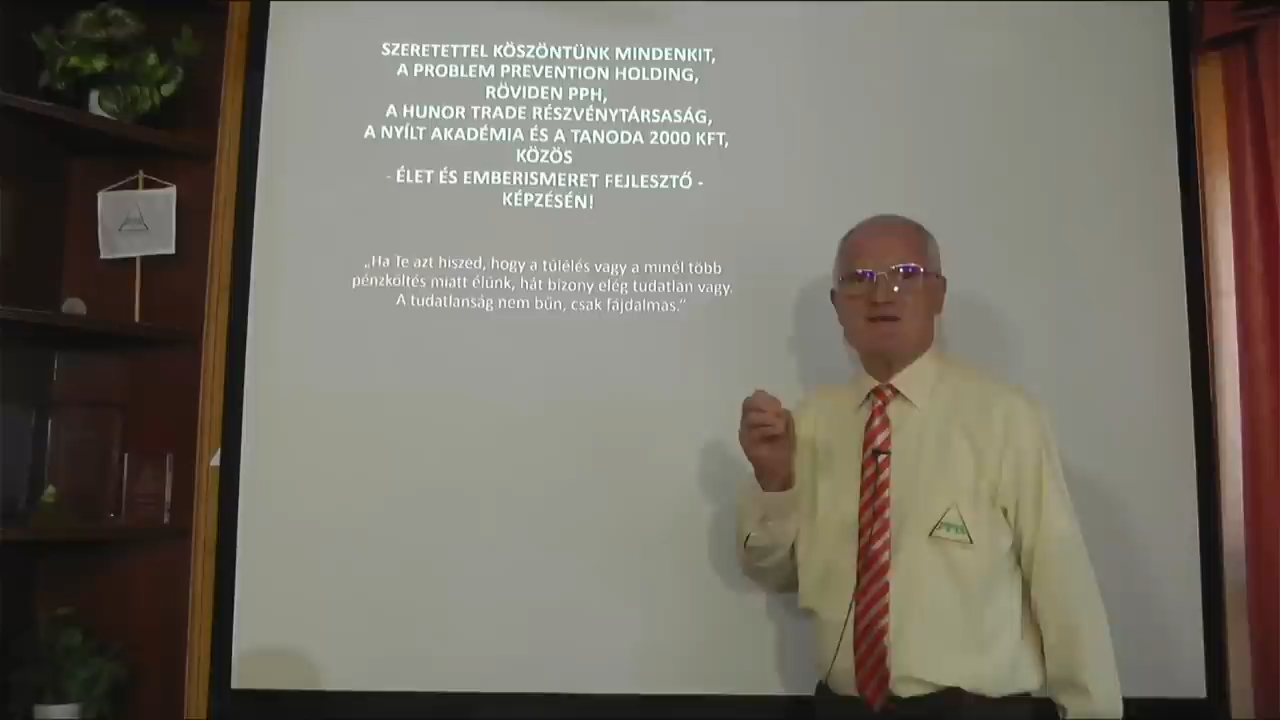 SZERETETTEL KÖSZÖNTÜNK MINDENKIT,
A PROBLEM PREVENTION HOLDING,
RÖVIDEN PPH,
A HUNOR TRADE RÉSZVÉNYTÁRSASÁG,
A NYÍLT AKADÉMIA ÉS A TANODA 2000 KFT,
KÖZÖS
- ÉLET ÉS EMBERISMERET FEJLESZTŐ -
KÉPZÉSÉN!
„Ha Te azt hiszed, hogy a túlélés vagy a minél több
pénzköltés miatt élünk, hát bizony elég tudatlan vagy.
A tudatlanság nem bűn, csak fájdalmas.”
PPH